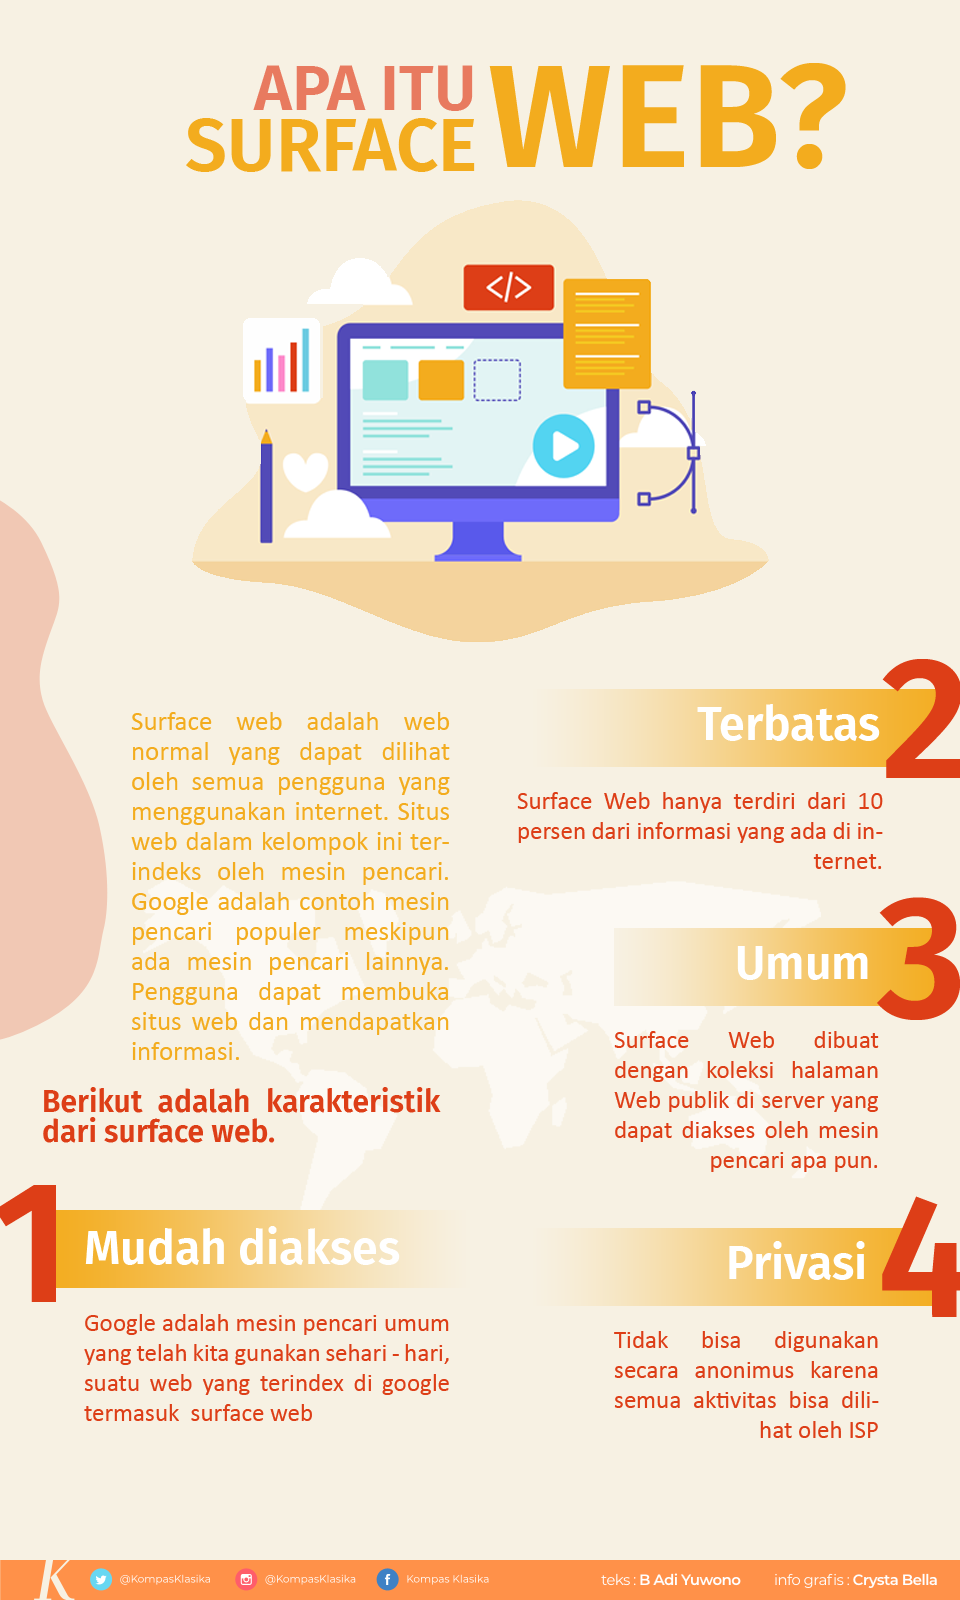 APA ITU
SURFACE WEB?
</>
Surface web adalah web
normal yang dapat dilihat
oleh semua pengguna yang
menggunakan internet. Situs
web dalam kelompok ini ter-
indeks oleh mesin pencari.
Google adalah contoh mesin
pencari populer meskipun
ada mesin pencari lainnya.
Pengguna dapat membuka
situs web dan mendapatkan
informasi.
Berikut adalah karakteristik
dari surface web.
1
Mudah diakses
Google adalah mesin pencari umum
yang telah kita gunakan sehari - hari,
suatu web yang terindex di google
termasuk surface web
2
Terbatas
Surface Web hanya terdiri dari 10
persen dari informasi yang ada di in-
ternet.
3
Umum
Surface Web dibuat
dengan koleksi halaman
Web publik di server yang
dapat diakses oleh mesin
pencari apa pun.
4
Privasi
Tidak bisa digunakan
secara anonimus karena
semua aktivitas bisa dili-
hat oleh ISP
K @KompasKlasika @KompasKlasika Kompas Klasika teks : B Adi Yuwono info grafis : Crysta Bella